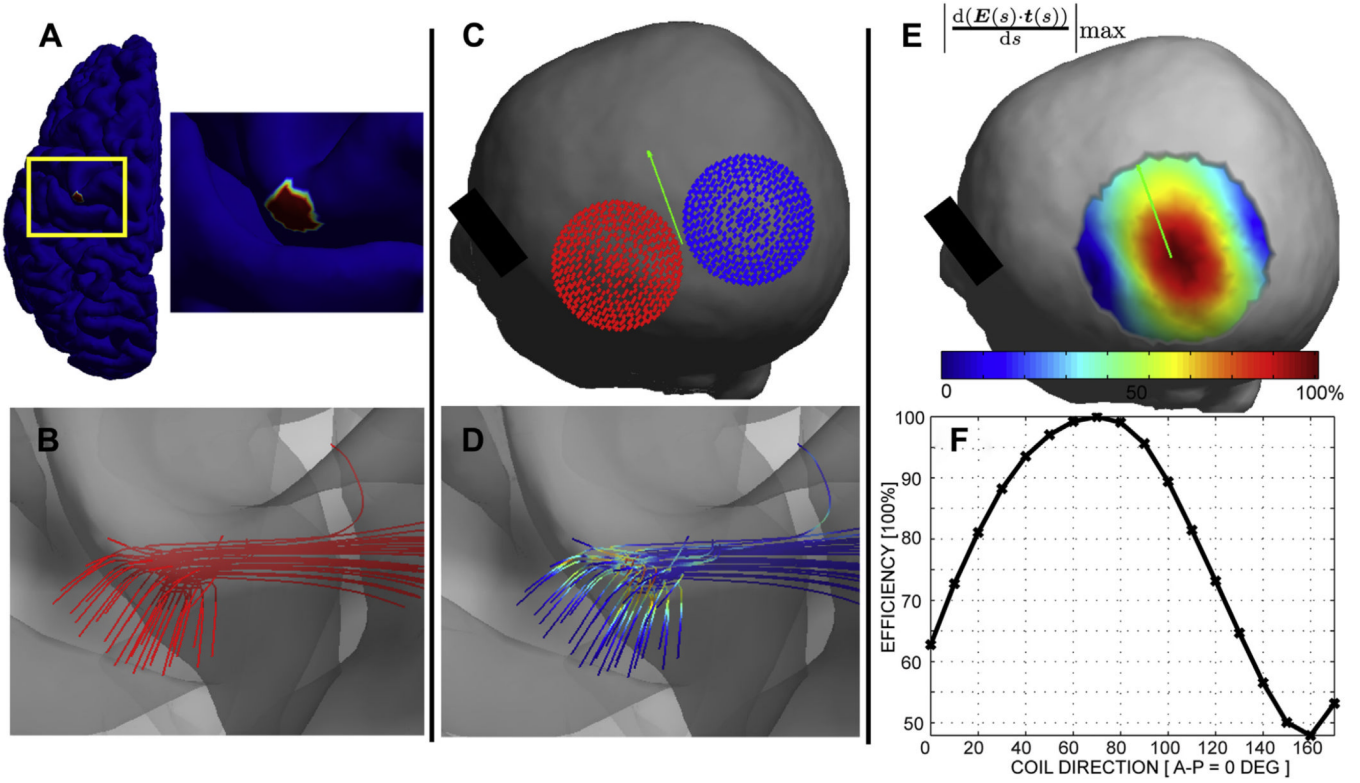 A
B
C
D
E
|d(E(s)·t(s))/ds|max
0 50 100%
F
100
90
80
70
60
50
EFFICIENCY [100%]
0 20 40 60 80 100 120 140 160
COIL DIRECTION [ A-P = 0 DEG ]